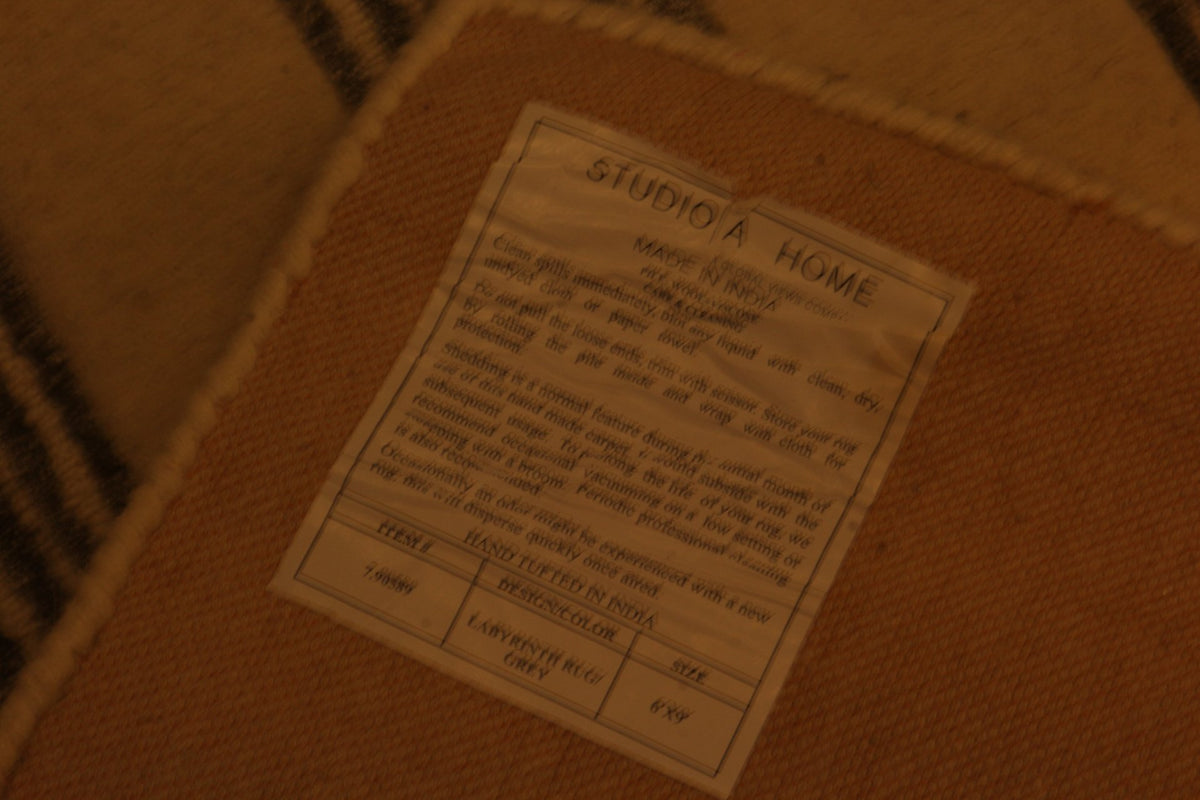 STUDIO A HOME
MADE IN INDIA
CARE & CLEANING
Clean spills immediately, blot any liquid with clean, dry,
undyed cloth or paper towel.
Do not pull the loose ends, trim with scissor. Store your rug
by rolling the pile inside and wrap with cloth for
protection.
Shedding is a normal feature during the initial month of
use of this hand made carpet, it would subside with the
subsequent usage. To prolong the life of your rug, we
recommend occasional vacuuming on a low setting or
sweeping with a broom. Periodic professional cleaning
is also recommended
Occasionally an odor might be experienced with a new
rug, this will disperse quickly once aired
HAND TUFTED IN INDIA
ITEM # DESIGN/COLOR SIZE
7.90389 LABYRINTH RUG/ 6'X9'
GREY